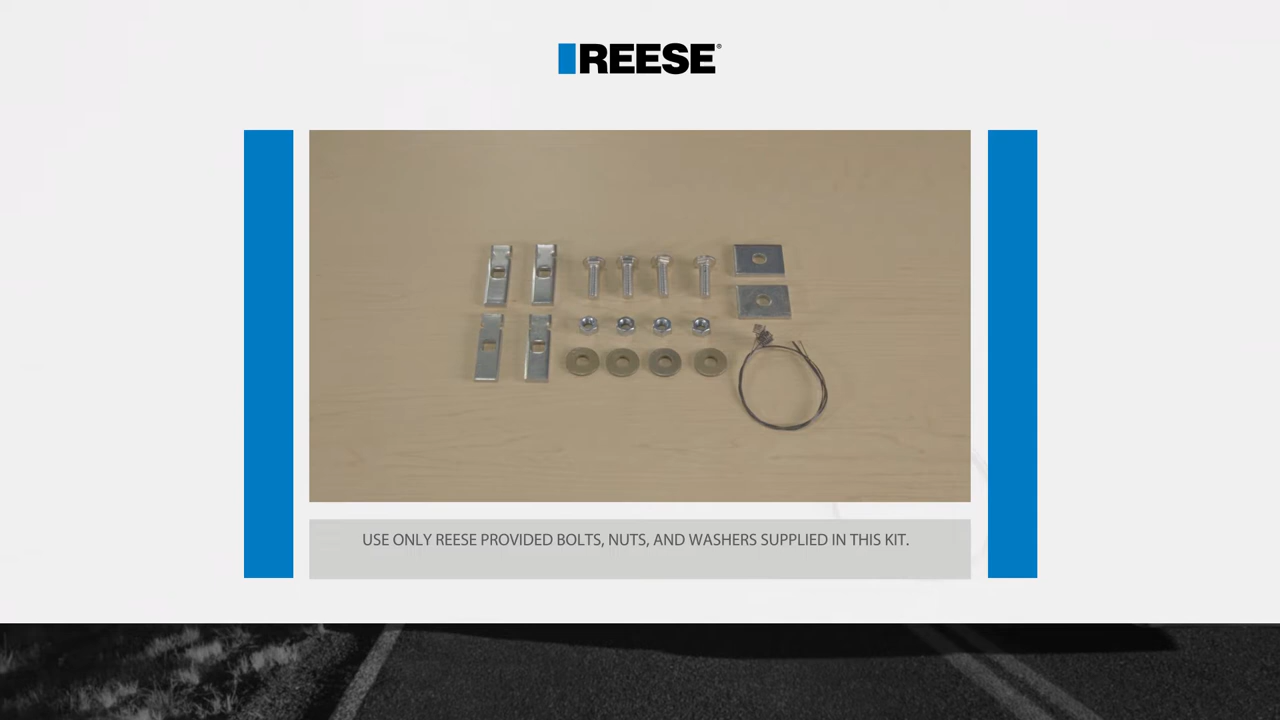 REESE®
USE ONLY REESE PROVIDED BOLTS, NUTS, AND WASHERS SUPPLIED IN THIS KIT.